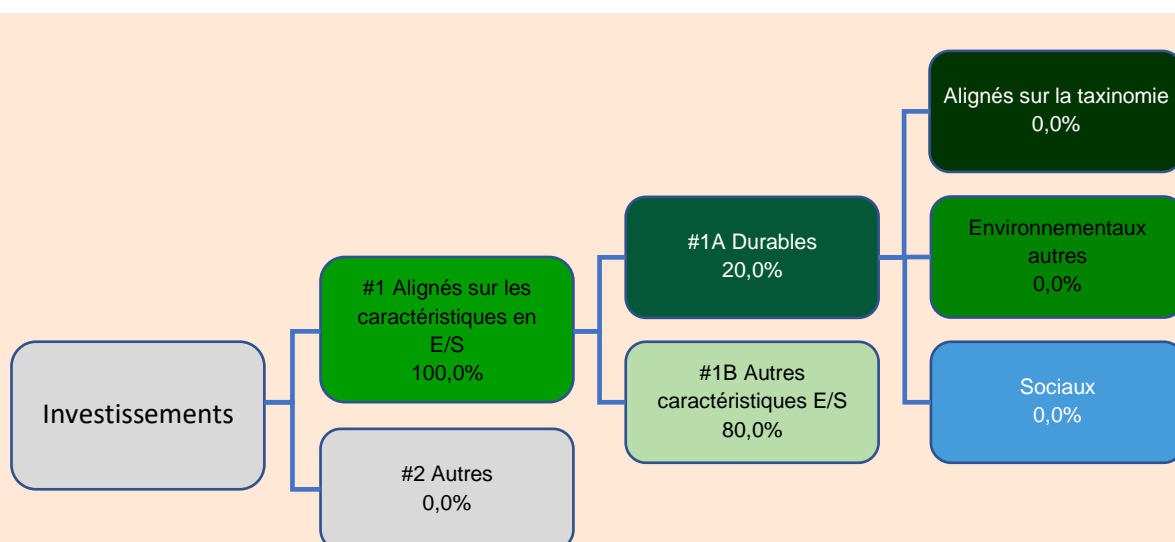 Investissements
#1 Alignés sur les
caractéristiques en
E/S
100,0%
#2 Autres
0,0%
#1A Durables
20,0%
#1B Autres
caractéristiques E/S
80,0%
Alignés sur la taxinomie
0,0%
Environnementaux
autres
0,0%
Sociaux
0,0%